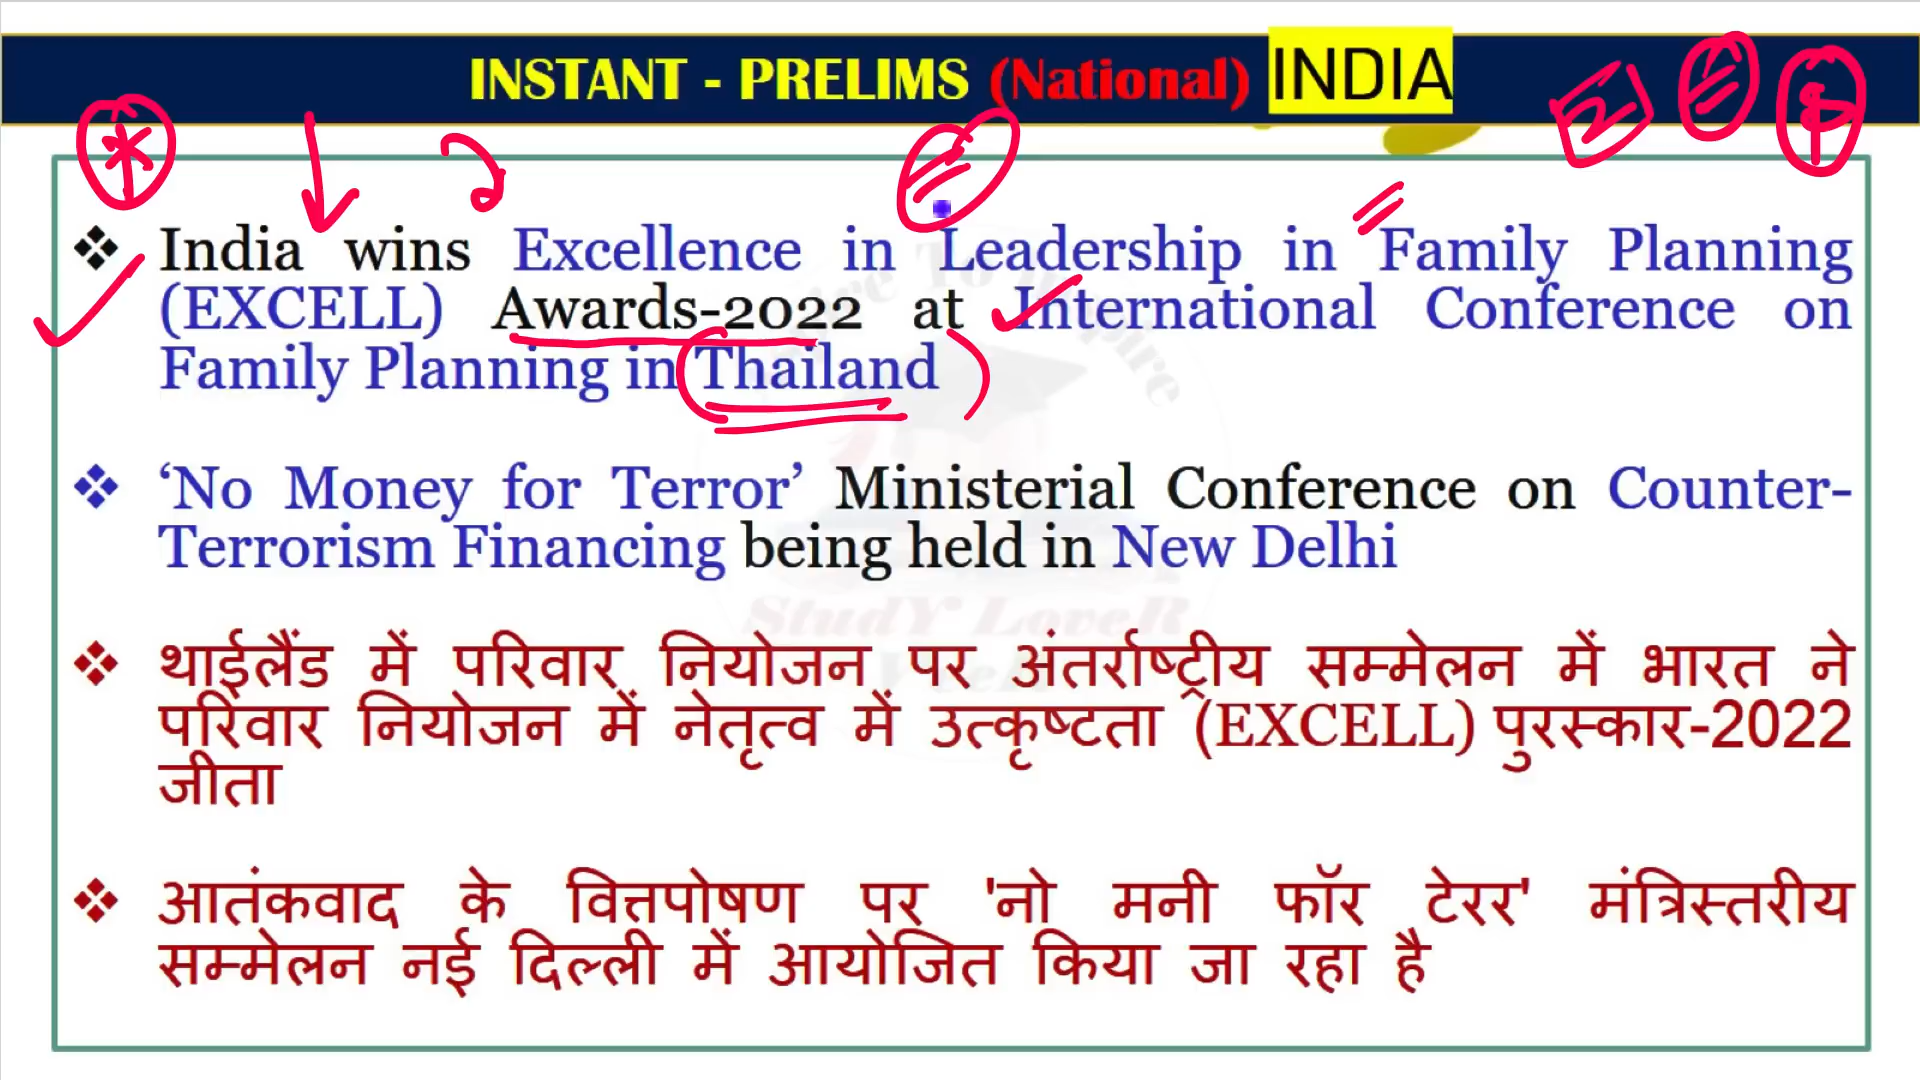 INSTANT - PRELIMS (National) INDIA
❖ India wins Excellence in Leadership in Family Planning
(EXCELL) Awards-2022 at International Conference on
Family Planning in Thailand
❖ ‘No Money for Terror’ Ministerial Conference on Counter-
Terrorism Financing being held in New Delhi
StudY LoveR
VeeR
❖ थाईलैंड में परिवार नियोजन पर अंतर्राष्ट्रीय सम्मेलन में भारत ने
परिवार नियोजन में नेतृत्व में उत्कृष्टता (EXCELL) पुरस्कार-2022
जीता
❖ आतंकवाद के वित्तपोषण पर 'नो मनी फॉर टेरर' मंत्रिस्तरीय
सम्मेलन नई दिल्ली में आयोजित किया जा रहा है